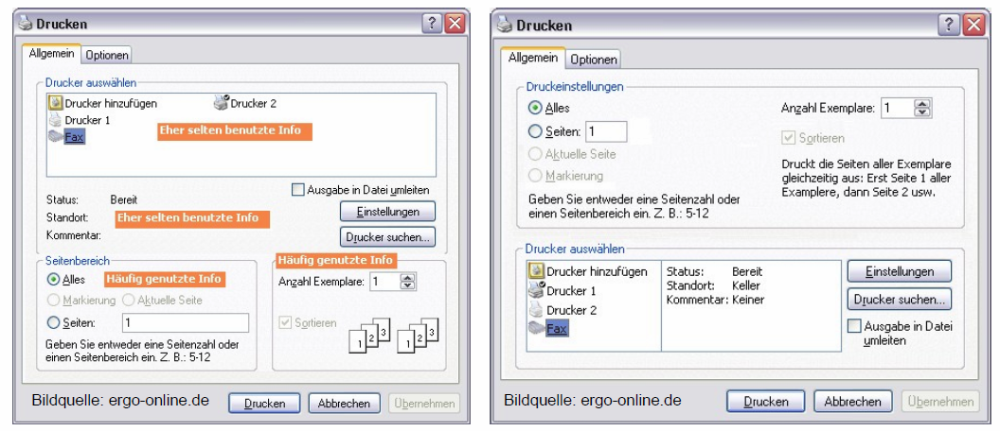 Drucken
Allgemein Optionen
Drucker auswählen
Drucker hinzufügen Drucker 2
Drucker 1
Eher selten benutzte Info
Fax
Ausgabe in Datei umleiten
Status: Bereit
Einstellungen
Standort: Eher selten benutzte Info
Kommentar:
Drucker suchen...
Seitenbereich
Häufig genutzte Info
Alles Häufig genutzte Info
Anzahl Exemplare: 1
Markierung Aktuelle Seite
Seiten: 1
Sortieren
1 2 3 1 2 3
Geben Sie entweder eine Seitenzahl oder
einen Seitenbereich ein. Z. B.: 5-12
Bildquelle: ergo-online.de
Drucken Abbrechen Übernehmen
Drucken
Allgemein Optionen
Druckeinstellungen
Alles
Anzahl Exemplare: 1
Seiten: 1
Sortieren
Aktuelle Seite
Markierung
Druckt die Seiten aller Exemplare
gleichzeitig aus: Erst Seite 1 aller
Examplere, dann Seite 2 usw.
Geben Sie entweder eine Seitenzahl oder
einen Seitenbereich ein. Z. B.: 5-12
Drucker auswählen
Drucker hinzufügen
Drucker 1
Drucker 2
Fax
Status: Bereit
Standort: Keller
Kommentar: Keiner
Einstellungen
Drucker suchen...
Ausgabe in Datei
umleiten
Bildquelle: ergo-online.de
Drucken Abbrechen Übernehmen